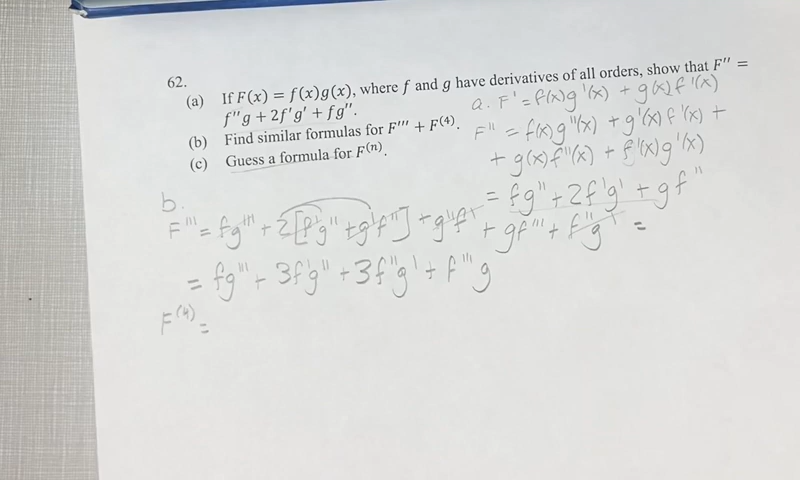 62.
(a) If F(x) = f(x)g(x), where f and g have derivatives of all orders, show that F″ =
f″g + 2f′g′ + fg″.
(b) Find similar formulas for F‴ + F⁽⁴⁾.
(c) Guess a formula for F⁽ⁿ⁾.
a. F' = f(x)g'(x) + g(x)f'(x)
F'' = f(x)g''(x) + g'(x)f'(x) +
+ g(x)f''(x) + f'(x)g'(x)
= fg'' + 2f'g' + gf''
b.
F''' = fg''' + 2[f'g'' + g'f''] + g''f' + gf''' + f''g' =
= fg''' + 3f'g'' + 3f''g' + f'''g
F⁽⁴⁾ =